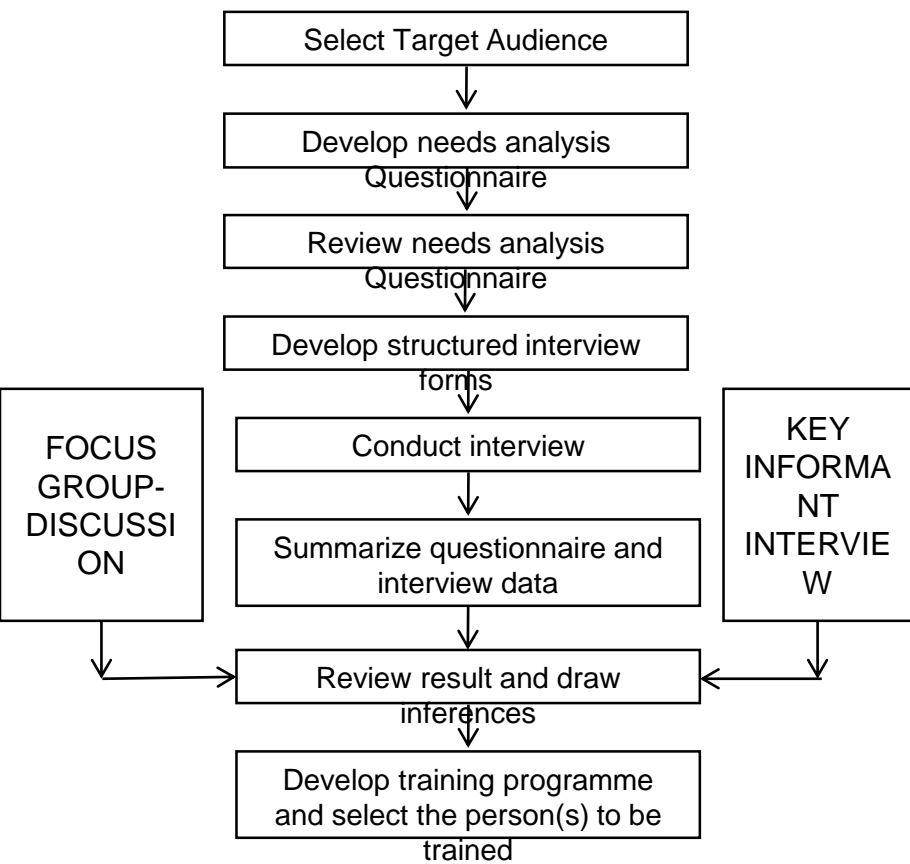 Select Target Audience
Develop needs analysis
Questionnaire
Review needs analysis
Questionnaire
Develop structured interview
forms
FOCUS
GROUP-
DISCUSSI
ON
Conduct interview
KEY
INFORMA
NT
INTERVIE
W
Summarize questionnaire and
interview data
Review result and draw
inferences
Develop training programme
and select the person(s) to be
trained